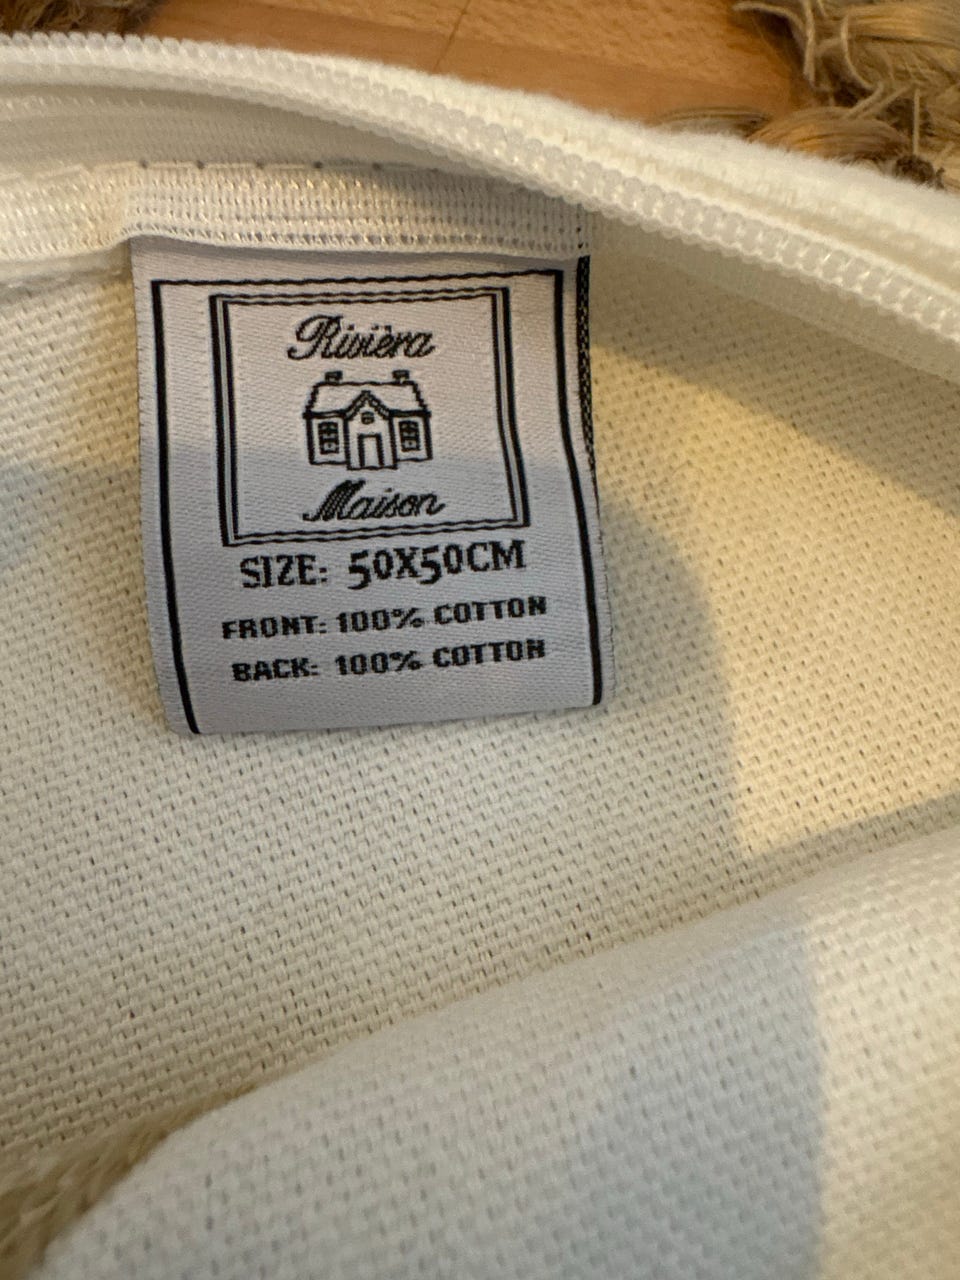 Rivièra
Maison
SIZE: 50X50CM
FRONT: 100% COTTON
BACK: 100% COTTON